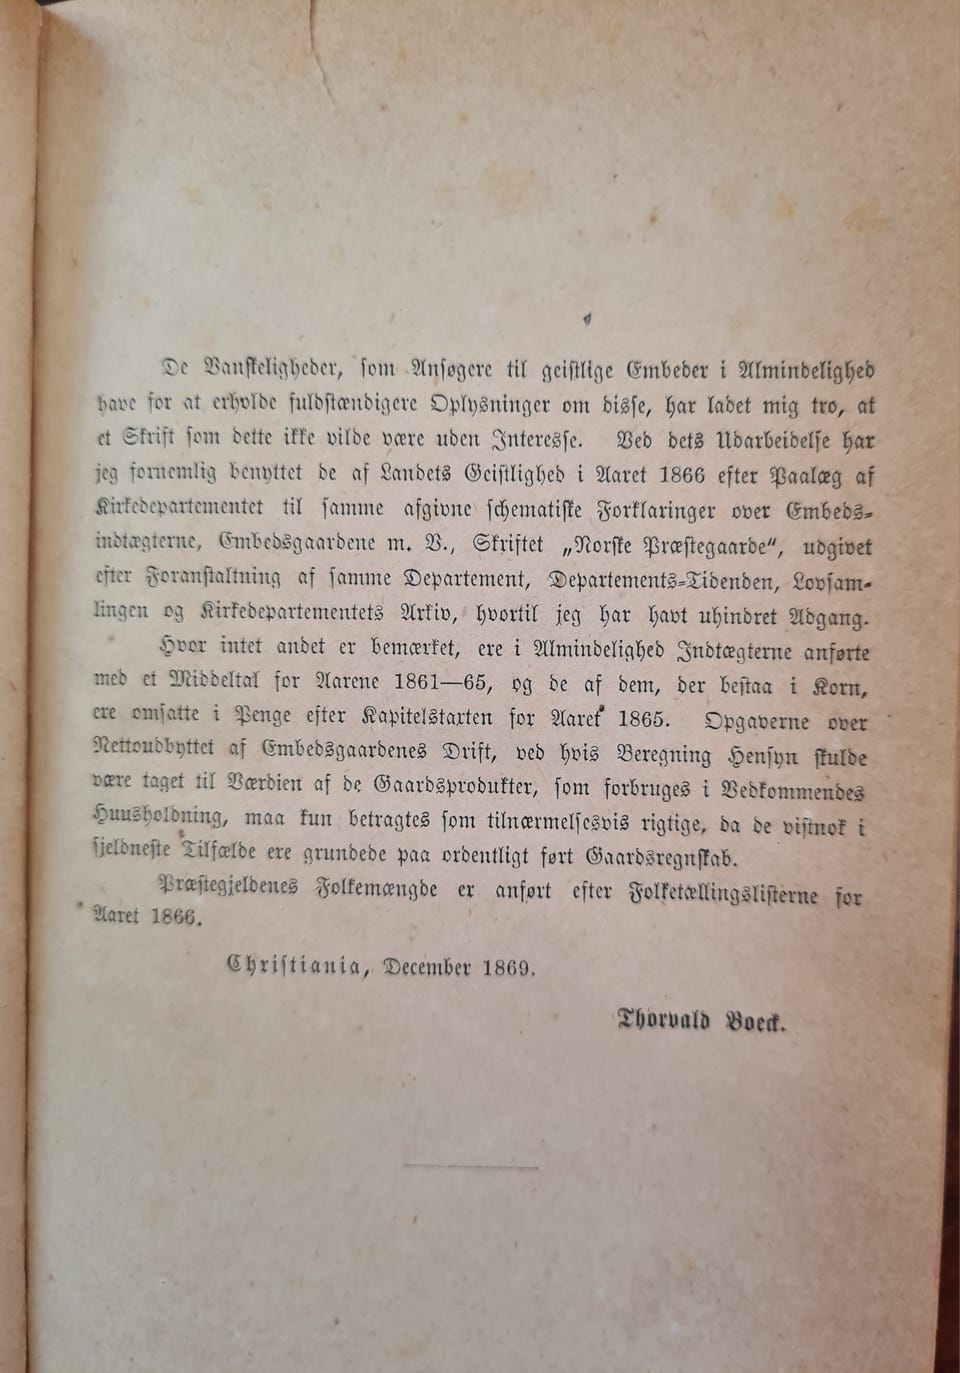 De Vanskeligheder, som Ansøgere til geistlige Embeder i Almindelighed
have for at erholde fuldstændigere Oplysninger om disse, har ladet mig tro, at
et Skrift som dette ikke vilde være uden Interesse. Ved dets Udarbeidelse har
jeg fornemlig benyttet de af Landets Geistlighed i Aaret 1866 efter Paalæg af
Kirkedepartementet til samme afgivne schematiske Forklaringer over Embeds-
indtægterne, Embedsgaardene m. V., Skriftet „Norske Præstegaarde“, udgivet
efter Foranstaltning af samme Departement, Departements-Tidenden, Lovsam-
lingen og Kirkedepartementets Arkiv, hvortil jeg har havt uhindret Adgang.
Hvor intet andet er bemærket, ere i Almindelighed Indtægterne anførte
med et Middeltal for Aarene 1861—65, og de af dem, der bestaa i Korn,
ere omsatte i Penge efter Kapitelstarten for Aaret 1865. Opgaverne over
Nettoudbyttet af Embedsgaardenes Drift, ved hvis Beregning Hensyn skulde
være taget til Værdien af de Gaardsprodukter, som forbruges i Vedkommendes
Huusholdning, maa kun betragtes som tilnærmelsesvis rigtige, da de vistnok i
sjeldneste Tilfælde ere grundede paa ordentligt ført Gaardsregnskab.
Præstegjeldenes Folkemængde er anført efter Folketællingslisterne for
Aaret 1866.
Christiania, December 1869.
Thorvald Boeck.